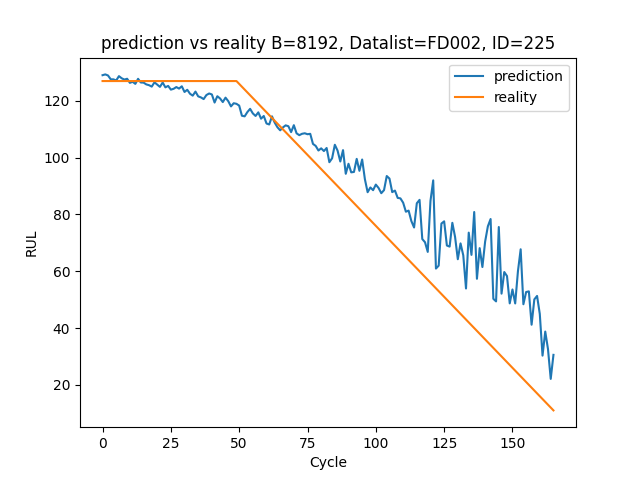 prediction vs reality B=8192, Datalist=FD002, ID=225
prediction
reality
RUL
120
100
80
60
40
20
0 25 50 75 100 125 150
Cycle